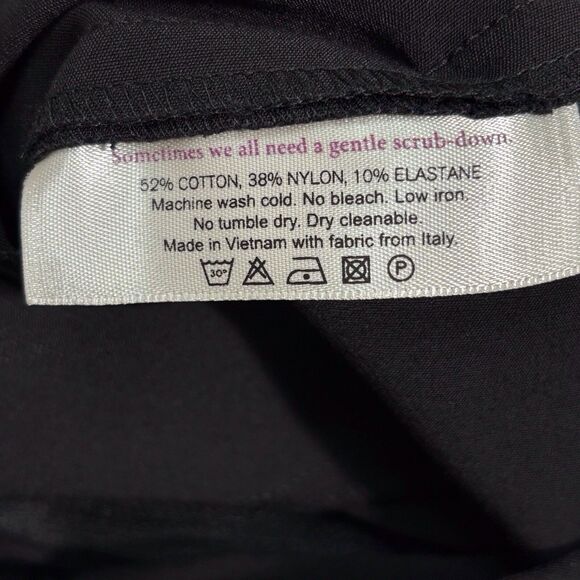 Sometimes we all need a gentle scrub-down.
52% COTTON, 38% NYLON, 10% ELASTANE
Machine wash cold. No bleach. Low iron.
No tumble dry. Dry cleanable.
Made in Vietnam with fabric from Italy.
30° P